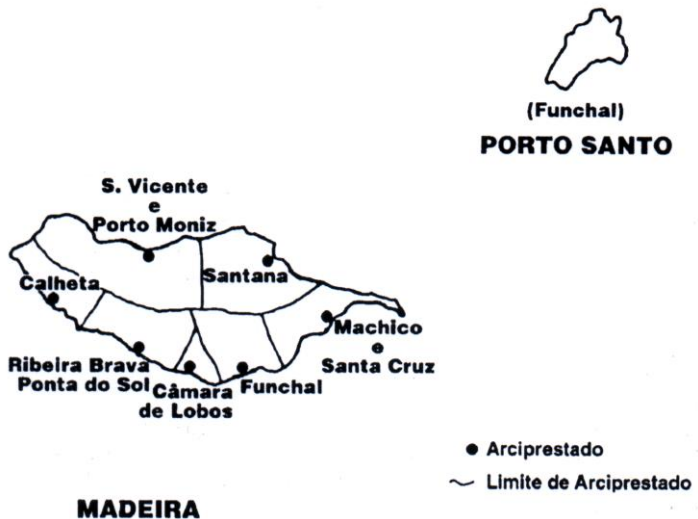 (Funchal)
PORTO SANTO
S. Vicente
e
Porto Moniz
Santana
Calheta
Machico
e
Santa Cruz
Ribeira Brava
Ponta do Sol
Câmara
de Lobos
Funchal
Arciprestado
Limite de Arciprestado
MADEIRA